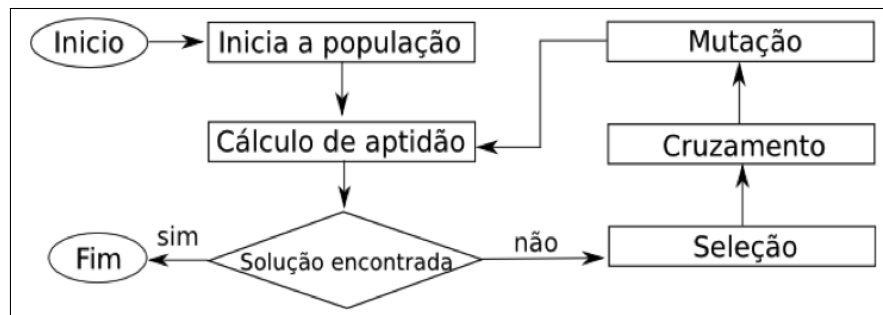 Inicio
Inicia a população
Mutação
Cálculo de aptidão
Cruzamento
sim
não
Fim
Solução encontrada
Seleção